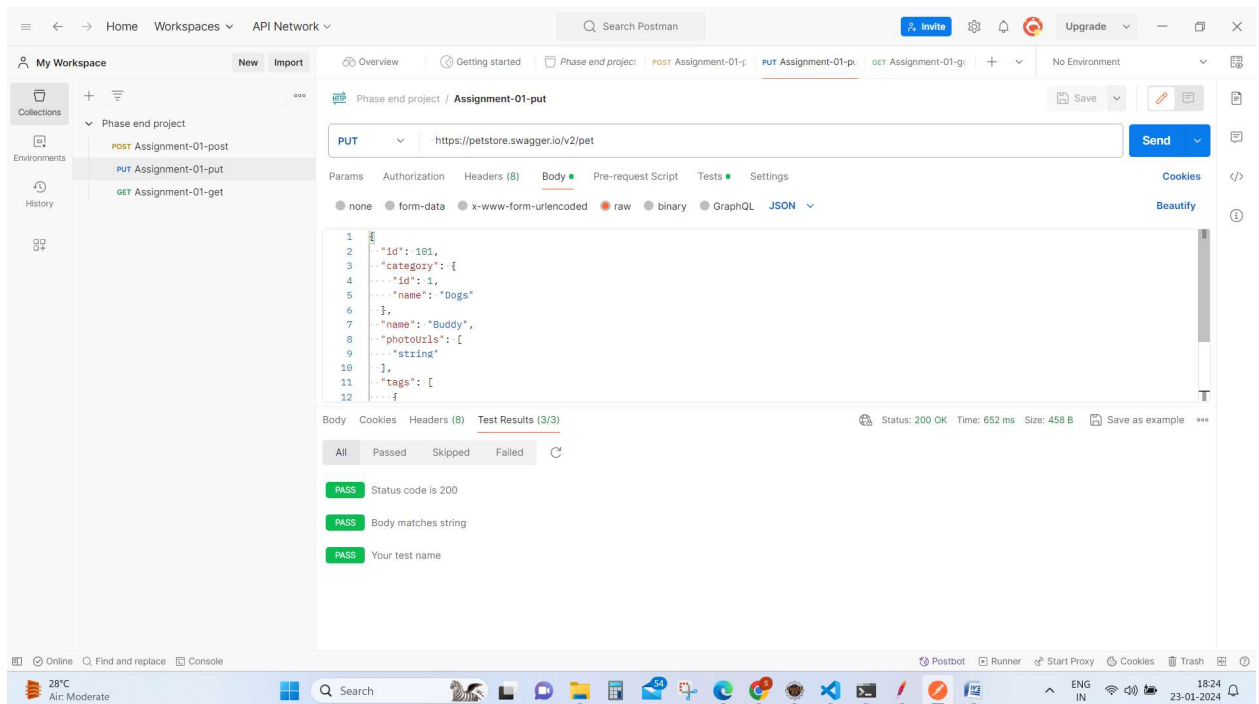 Home Workspaces API Network Search Postman Invite Upgrade
My Workspace New Import Overview Getting started Phase end project POST Assignment-01-p PUT Assignment-01-pu GET Assignment-01-ge No Environment
Collections
Environments
History
Phase end project
POST Assignment-01-post
PUT Assignment-01-put
GET Assignment-01-get
HTTP Phase end project / Assignment-01-put Save
PUT https://petstore.swagger.io/v2/pet Send
Params Authorization Headers (8) Body Pre-request Script Tests Settings Cookies
none form-data x-www-form-urlencoded raw binary GraphQL JSON Beautify
1 {
2 "id": 101,
3 "category": {
4 "id": 1,
5 "name": "Dogs"
6 },
7 "name": "Buddy",
8 "photoUrls": [
9 "string"
10 ],
11 "tags": [
12 {
Body Cookies Headers (8) Test Results (3/3) Status: 200 OK Time: 652 ms Size: 458 B Save as example
All Passed Skipped Failed
PASS Status code is 200
PASS Body matches string
PASS Your test name
Online Find and replace Console Postbot Runner Start Proxy Cookies Trash
28°C
Air: Moderate
Search
54
ENG
IN
18:24
23-01-2024